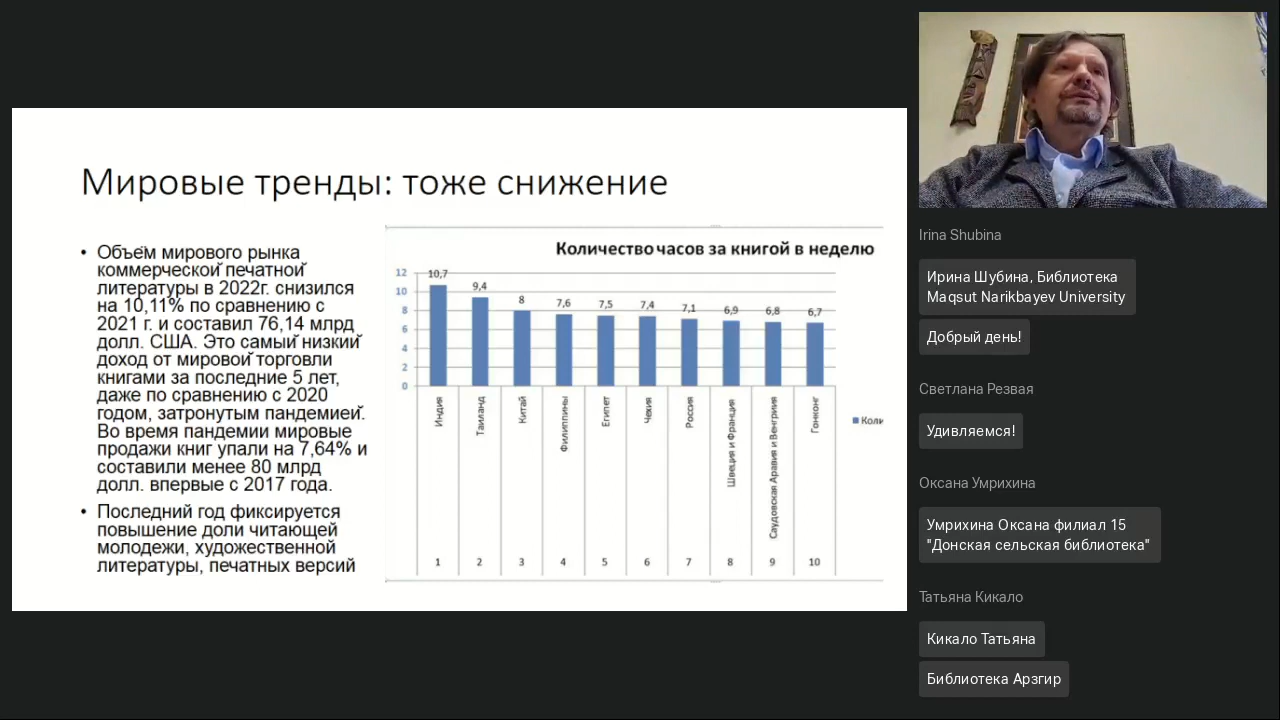 Мировые тренды: тоже снижение
• Объем мирового рынка
коммерческой печатной
литературы в 2022г. снизился
на 10,11% по сравнению с
2021 г. и составил 76,14 млрд
долл. США. Это самый низкий
доход от мировой торговли
книгами за последние 5 лет,
даже по сравнению с 2020
годом, затронутым пандемией.
Во время пандемии мировые
продажи книг упали на 7,64% и
составили менее 80 млрд
долл. впервые с 2017 года.
• Последний год фиксируется
повышение доли читающей
молодежи, художественной
литературы, печатных версий
Количество часов за книгой в неделю
12
10
8
6
4
2
0
10,7
9,4
8
7,6
7,5
7,4
7,1
6,9
6,8
6,7
Индия
Таиланд
Китай
Филиппины
Египет
Чехия
Россия
Швеция и Франция
Саудовская Аравия и Венгрия
Гонконг
1
2
3
4
5
6
7
8
9
10
Коли
Irina Shubina
Ирина Шубина, Библиотека
Maqsut Narikbayev University
Добрый день!
Светлана Резвая
Удивляемся!
Оксана Умрихина
Умрихина Оксана филиал 15
"Донская сельская библиотека"
Татьяна Кикало
Кикало Татьяна
Библиотека Арзгир